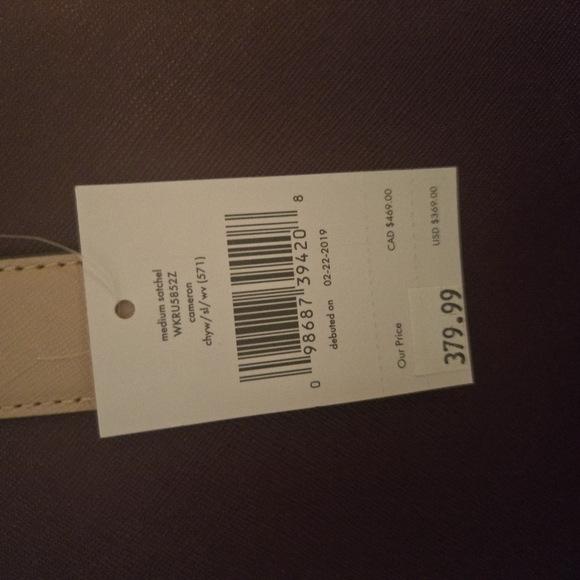 medium satchel
WKRU5852Z
cameron
chyw/sl/wv (571)
0 98687 39420 8
debuted on 02-22-2019
Our Price CAD $469.00
USD $369.00
379.99